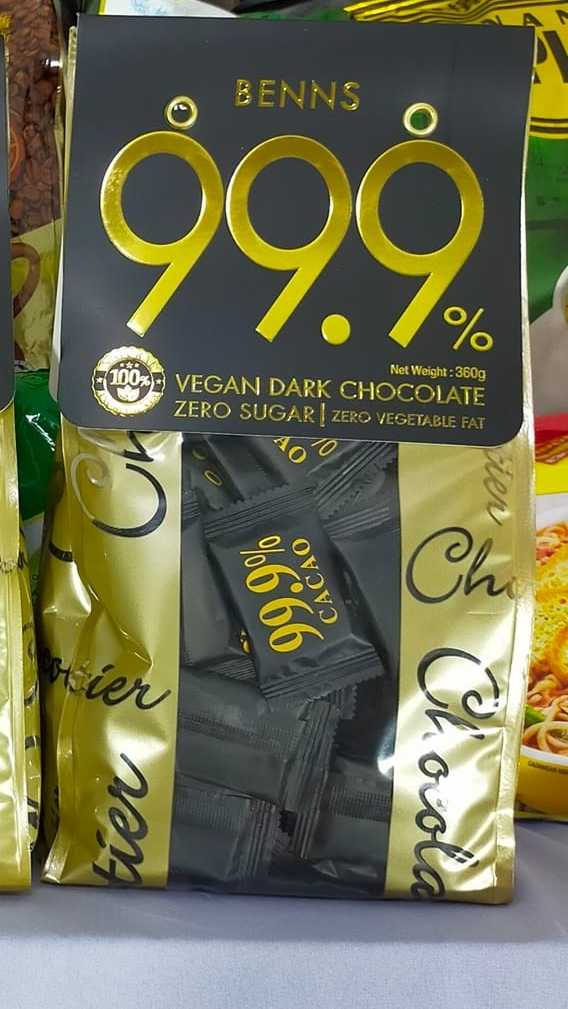 BENNS
99.9%
Net Weight : 360g
100%
VEGAN DARK CHOCOLATE
ZERO SUGAR | ZERO VEGETABLE FAT
99.9%
CACAO